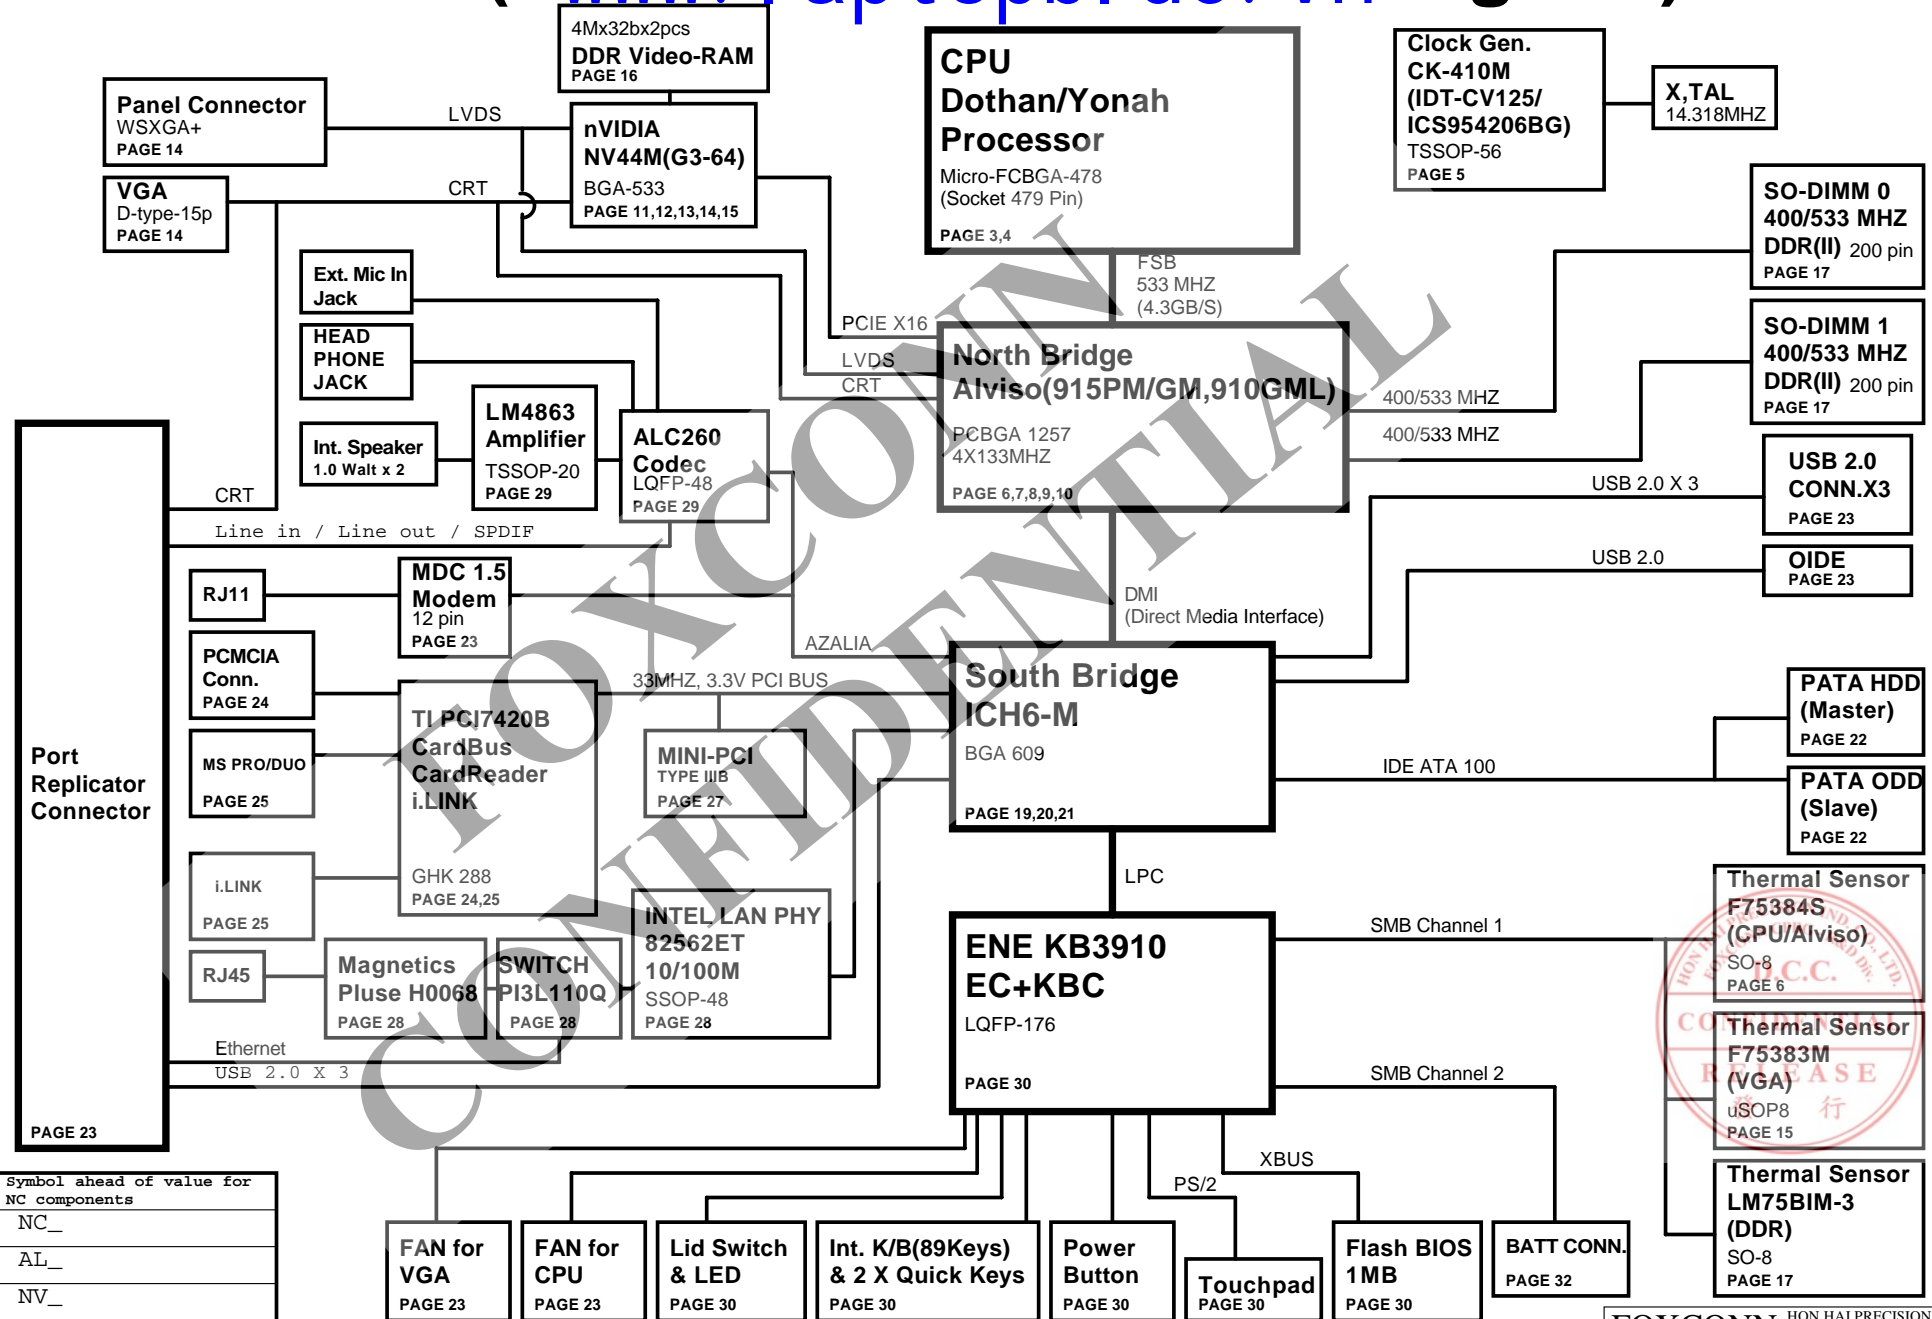 4Mx32bx2pcs
DDR Video-RAM
PAGE 16
Panel Connector
WSXGA+
PAGE 14
LVDS
nVIDIA
NV44M(G3-64)
BGA-533
PAGE 11,12,13,14,15
VGA
D-type-15p
PAGE 14
CRT
CPU
Dothan/Yonah
Processor
Micro-FCBGA-478
(Socket 479 Pin)
PAGE 3,4
Clock Gen.
CK-410M
(IDT-CV125/
ICS954206BG)
TSSOP-56
PAGE 5
X,TAL
14.318MHZ
SO-DIMM 0
400/533 MHZ
DDR(II) 200 pin
PAGE 17
FSB
533 MHZ
(4.3GB/S)
Ext. Mic In
Jack
HEAD
PHONE
JACK
PCIE X16
LVDS
CRT
North Bridge
Alviso(915PM/GM,910GML)
PCBGA 1257
4X133MHZ
PAGE 6,7,8,9,10
400/533 MHZ
400/533 MHZ
SO-DIMM 1
400/533 MHZ
DDR(II) 200 pin
PAGE 17
Int. Speaker
1.0 Walt x 2
LM4863
Amplifier
TSSOP-20
PAGE 29
ALC260
Codec
LQFP-48
PAGE 29
USB 2.0 X 3
USB 2.0
CONN.X3
PAGE 23
CRT
Line in / Line out / SPDIF
USB 2.0
OIDE
PAGE 23
RJ11
MDC 1.5
Modem
12 pin
PAGE 23
DMI
(Direct Media Interface)
AZALIA
PCMCIA
Conn.
PAGE 24
33MHZ, 3.3V PCI BUS
South Bridge
ICH6-M
BGA 609
PAGE 19,20,21
PATA HDD
(Master)
PAGE 22
TI PCI7420B
CardBus
CardReader
i.LINK
GHK 288
PAGE 24,25
MS PRO/DUO
PAGE 25
MINI-PCI
TYPE IIIB
PAGE 27
IDE ATA 100
PATA ODD
(Slave)
PAGE 22
Port
Replicator
Connector
PAGE 23
i.LINK
PAGE 25
LPC
RJ45
Magnetics
Pluse H0068
PAGE 28
SWITCH
PI3L110Q
PAGE 28
INTEL LAN PHY
82562ET
10/100M
SSOP-48
PAGE 28
Ethernet
USB 2.0 X 3
ENE KB3910
EC+KBC
LQFP-176
PAGE 30
SMB Channel 1
SMB Channel 2
Thermal Sensor
F75384S
(CPU/Alviso)
SO-8
PAGE 6
Thermal Sensor
F75383M
(VGA)
uSOP8
PAGE 15
Thermal Sensor
LM75BIM-3
(DDR)
SO-8
PAGE 17
D.C.C.
CONFIDENTIAL
RELEASE
發 行
XBUS
PS/2
Symbol ahead of value for
NC components
NC_
AL_
NV_
FAN for
VGA
PAGE 23
FAN for
CPU
PAGE 23
Lid Switch
& LED
PAGE 30
Int. K/B(89Keys)
& 2 X Quick Keys
PAGE 30
Power
Button
PAGE 30
Touchpad
PAGE 30
Flash BIOS
1MB
PAGE 30
BATT CONN.
PAGE 32
FOXCONN
CONFIDENTIAL
FOXCONN HON HAI PRECISION